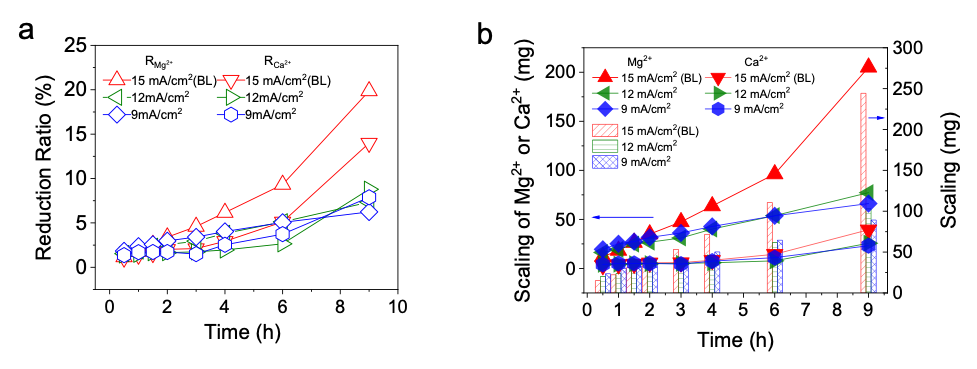 a
25
20
15
10
5
0
Reduction Ratio (%)
R_Mg²⁺ R_Ca²⁺
15 mA/cm²(BL) 15 mA/cm²(BL)
12mA/cm² 12mA/cm²
9mA/cm² 9mA/cm²
0 2 4 6 8 10
Time (h)
b
200
150
100
50
0
Scaling of Mg²⁺ or Ca²⁺ (mg)
Mg²⁺ Ca²⁺
15 mA/cm² (BL) 15 mA/cm² (BL)
12 mA/cm² 12 mA/cm²
9 mA/cm² 9 mA/cm²
15 mA/cm²(BL)
12 mA/cm²
9 mA/cm²
300
250
200
150
100
50
0
Scaling (mg)
0 1 2 3 4 5 6 7 8 9
Time (h)